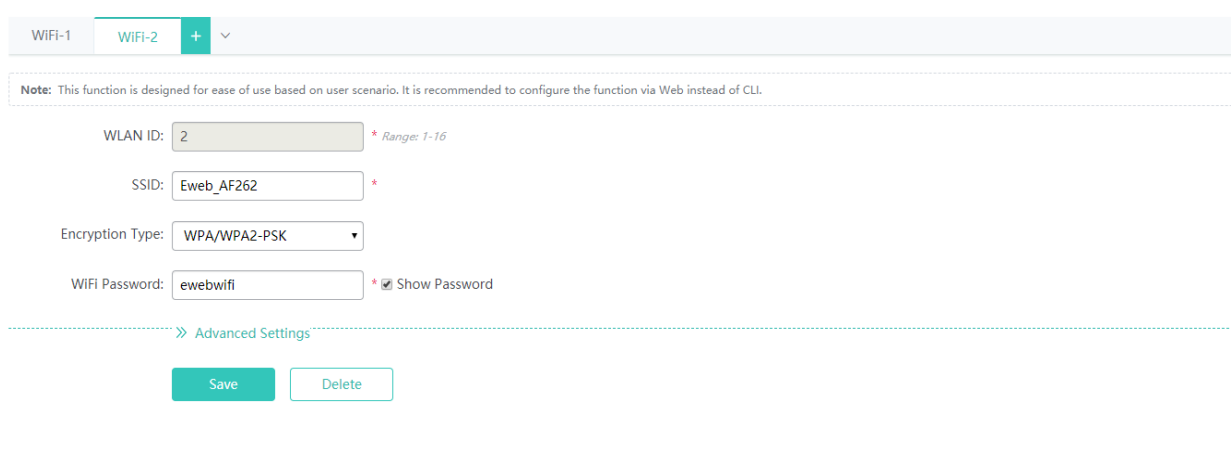 WiFi-1 WiFi-2 +
Note: This function is designed for ease of use based on user scenario. It is recommended to configure the function via Web instead of CLI.
WLAN ID: 2 * Range: 1-16
SSID: Eweb_AF262 *
Encryption Type: WPA/WPA2-PSK
WiFi Password: ewebwifi * Show Password
Advanced Settings
Save Delete